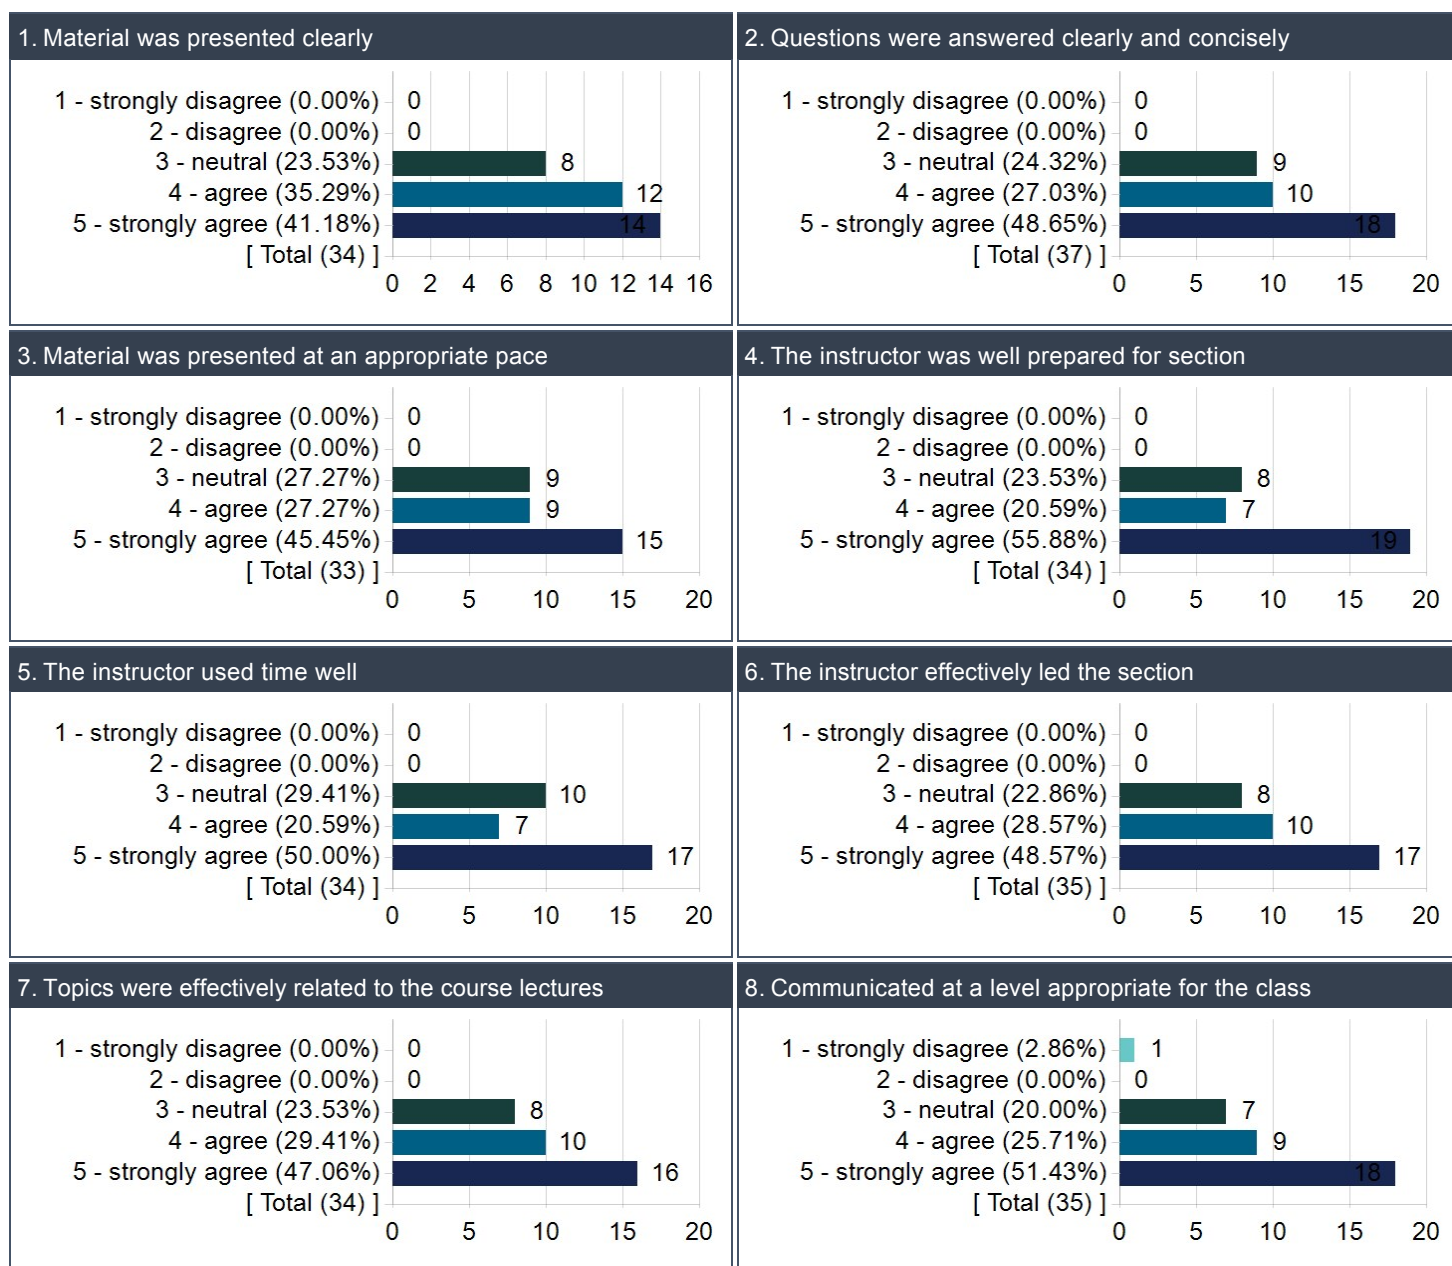 1. Material was presented clearly
1 - strongly disagree (0.00%) 0
2 - disagree (0.00%) 0
3 - neutral (23.53%) 8
4 - agree (35.29%) 12
5 - strongly agree (41.18%) 14
[ Total (34) ]
0 2 4 6 8 10 12 14 16
2. Questions were answered clearly and concisely
1 - strongly disagree (0.00%) 0
2 - disagree (0.00%) 0
3 - neutral (24.32%) 9
4 - agree (27.03%) 10
5 - strongly agree (48.65%) 18
[ Total (37) ]
0 5 10 15 20
3. Material was presented at an appropriate pace
1 - strongly disagree (0.00%) 0
2 - disagree (0.00%) 0
3 - neutral (27.27%) 9
4 - agree (27.27%) 9
5 - strongly agree (45.45%) 15
[ Total (33) ]
0 5 10 15 20
4. The instructor was well prepared for section
1 - strongly disagree (0.00%) 0
2 - disagree (0.00%) 0
3 - neutral (23.53%) 8
4 - agree (20.59%) 7
5 - strongly agree (55.88%) 19
[ Total (34) ]
0 5 10 15 20
5. The instructor used time well
1 - strongly disagree (0.00%) 0
2 - disagree (0.00%) 0
3 - neutral (29.41%) 10
4 - agree (20.59%) 7
5 - strongly agree (50.00%) 17
[ Total (34) ]
0 5 10 15 20
6. The instructor effectively led the section
1 - strongly disagree (0.00%) 0
2 - disagree (0.00%) 0
3 - neutral (22.86%) 8
4 - agree (28.57%) 10
5 - strongly agree (48.57%) 17
[ Total (35) ]
0 5 10 15 20
7. Topics were effectively related to the course lectures
1 - strongly disagree (0.00%) 0
2 - disagree (0.00%) 0
3 - neutral (23.53%) 8
4 - agree (29.41%) 10
5 - strongly agree (47.06%) 16
[ Total (34) ]
0 5 10 15 20
8. Communicated at a level appropriate for the class
1 - strongly disagree (2.86%) 1
2 - disagree (0.00%) 0
3 - neutral (20.00%) 7
4 - agree (25.71%) 9
5 - strongly agree (51.43%) 18
[ Total (35) ]
0 5 10 15 20